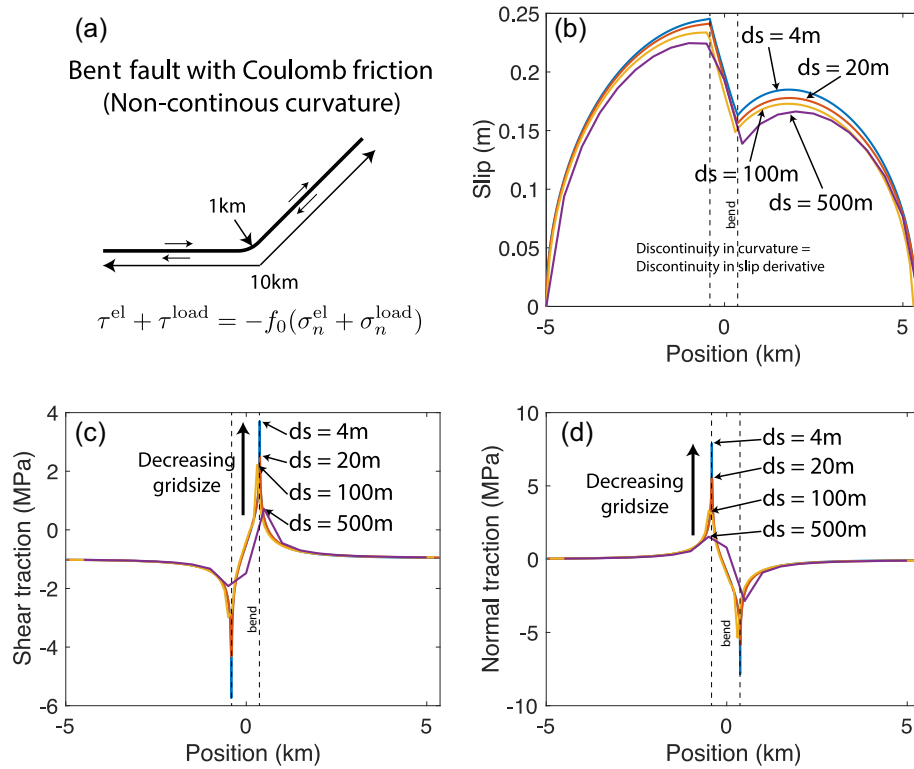 (a)
Bent fault with Coulomb friction
(Non-continous curvature)
1km
10km
τ^el + τ^load = −f₀(σₙ^el + σₙ^load)
(b)
Slip (m)
0.25
0.20
0.15
0.10
0.05
0
ds = 4m
ds = 20m
ds = 100m
ds = 500m
bend
Discontinuity in curvature =
Discontinuity in slip derivative
-5
0
5
Position (km)
(c)
Shear traction (MPa)
4
2
0
-2
-4
-6
Decreasing
gridsize
ds = 4m
ds = 20m
ds = 100m
ds = 500m
bend
-5
0
5
Position (km)
(d)
Normal traction (MPa)
10
5
0
-5
-10
Decreasing
gridsize
ds = 4m
ds = 20m
ds = 100m
ds = 500m
bend
-5
0
5
Position (km)